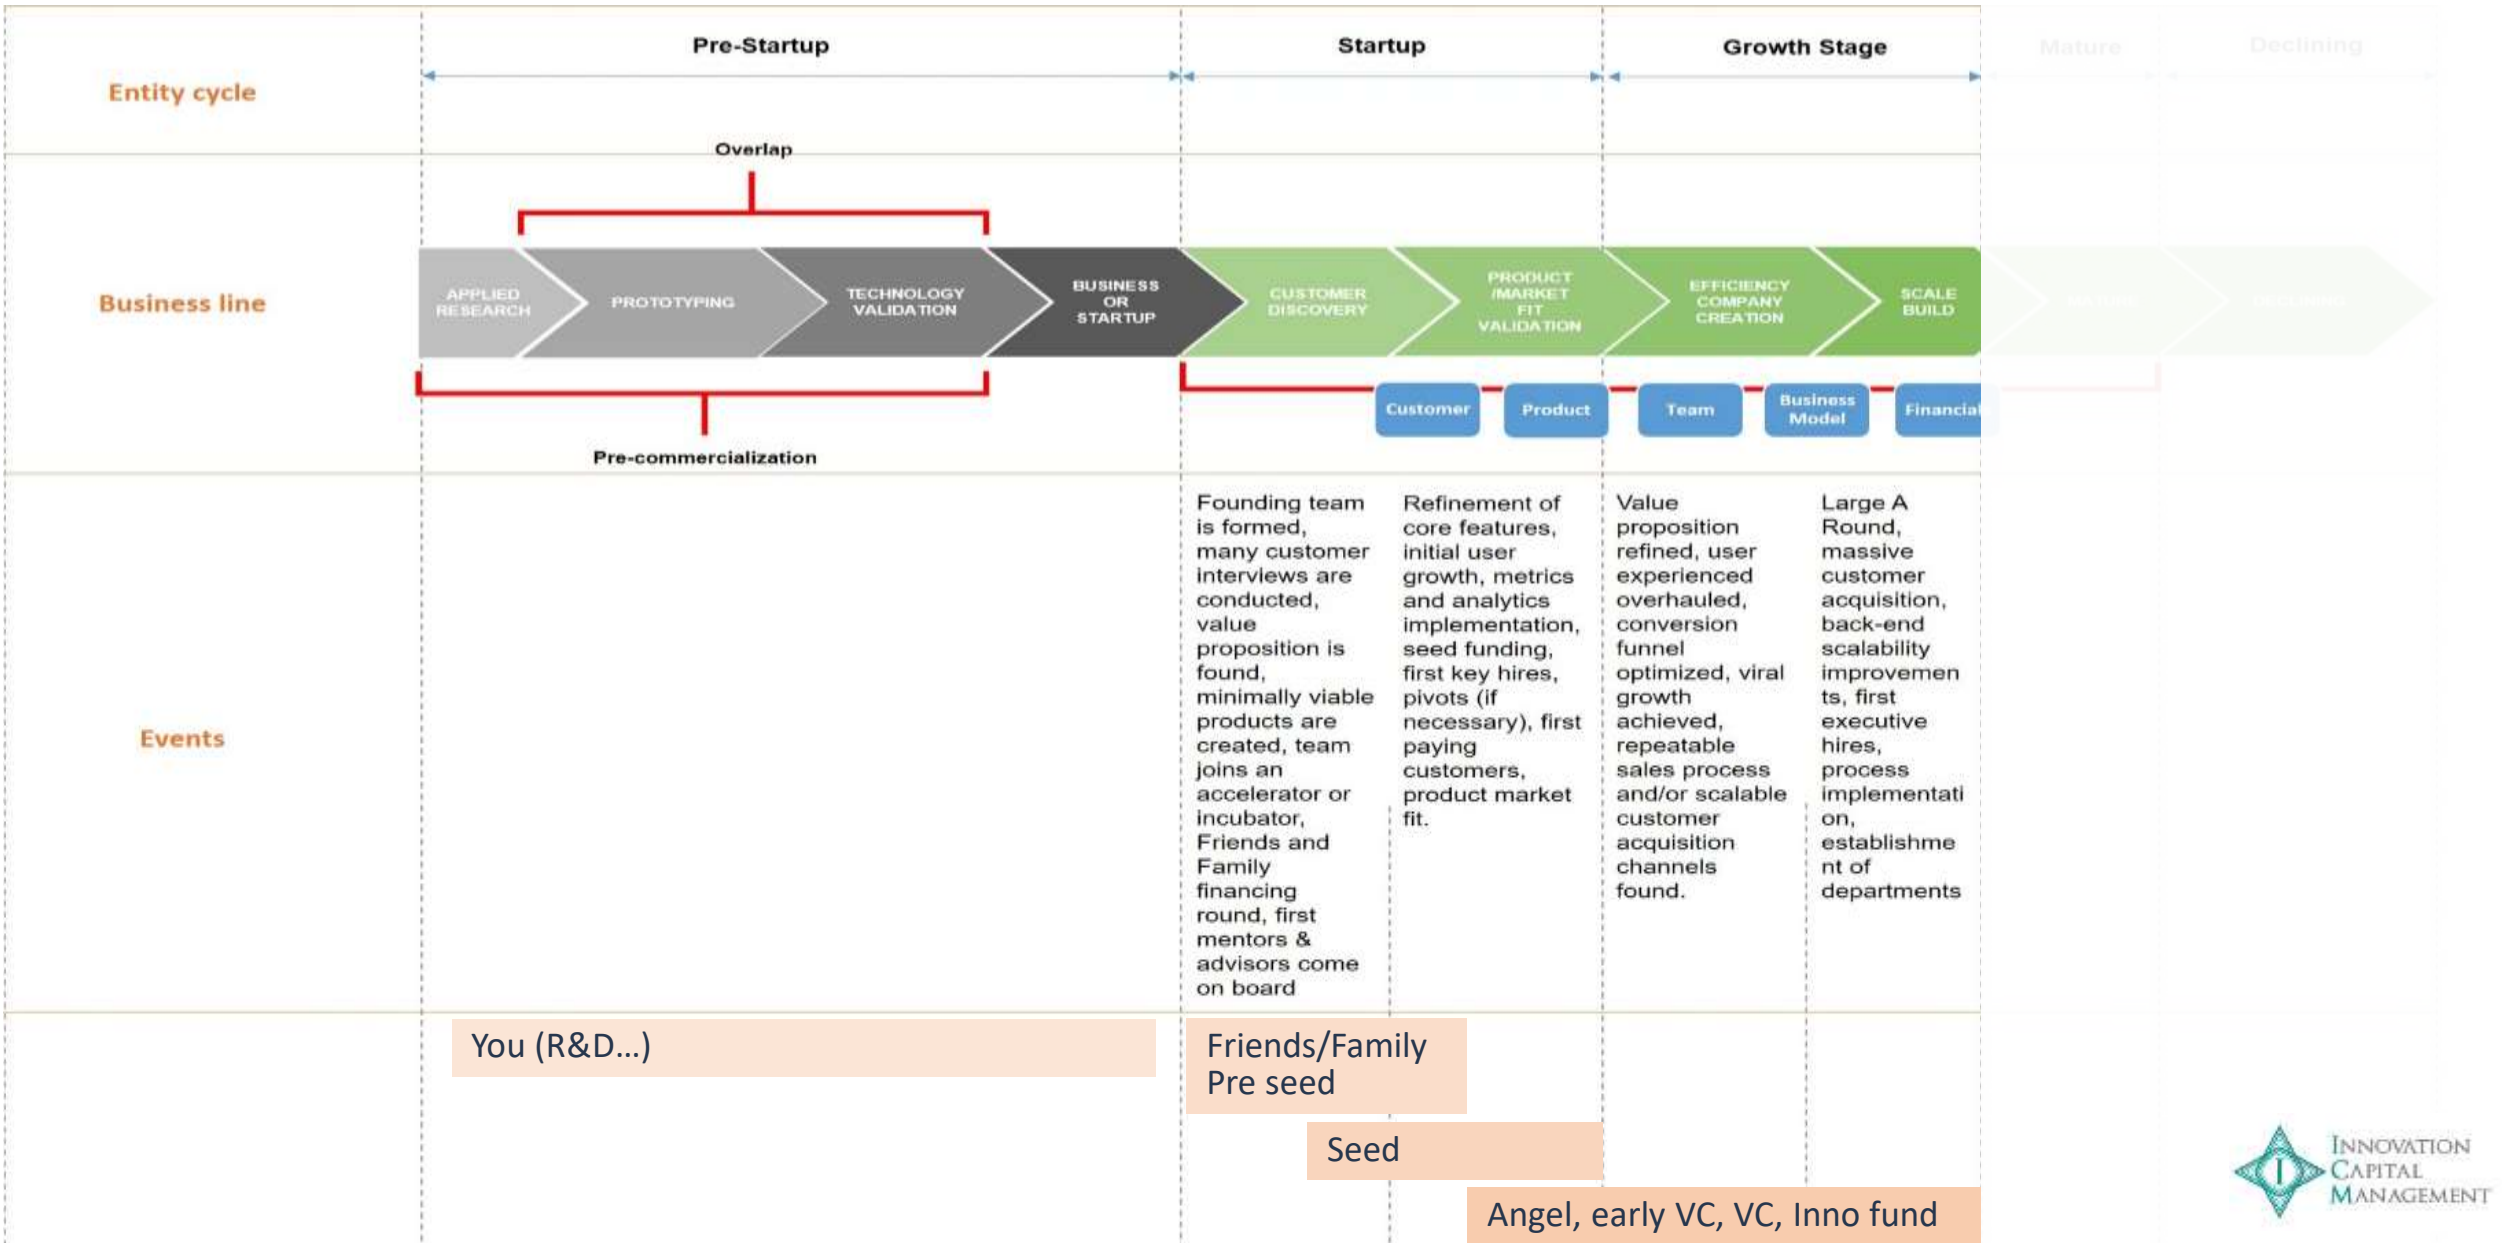 Pre-Startup
Startup
Growth Stage
Mature
Declining
Entity cycle
Overlap
Business line
APPLIED
RESEARCH
PROTOTYPING
TECHNOLOGY
VALIDATION
BUSINESS
OR
STARTUP
CUSTOMER
DISCOVERY
PRODUCT
/MARKET
FIT
VALIDATION
EFFICIENCY
COMPANY
CREATION
SCALE
BUILD
Customer
Product
Team
Business
Model
Financial
Pre-commercialization
Events
Founding team
is formed,
many customer
interviews are
conducted,
value
proposition is
found,
minimally viable
products are
created, team
joins an
accelerator or
incubator,
Friends and
Family
financing
round, first
mentors &
advisors come
on board
Refinement of
core features,
initial user
growth, metrics
and analytics
implementation,
seed funding,
first key hires,
pivots (if
necessary), first
paying
customers,
product market
fit.
Value
proposition
refined, user
experienced
overhauled,
conversion
funnel
optimized, viral
growth
achieved,
repeatable
sales process
and/or scalable
customer
acquisition
channels
found.
Large A
Round,
massive
customer
acquisition,
back-end
scalability
improvemen
ts, first
executive
hires,
process
implementati
on,
establishme
nt of
departments
You (R&D...)
Friends/Family
Pre seed
Seed
Angel, early VC, VC, Inno fund
I
INNOVATION
CAPITAL
MANAGEMENT